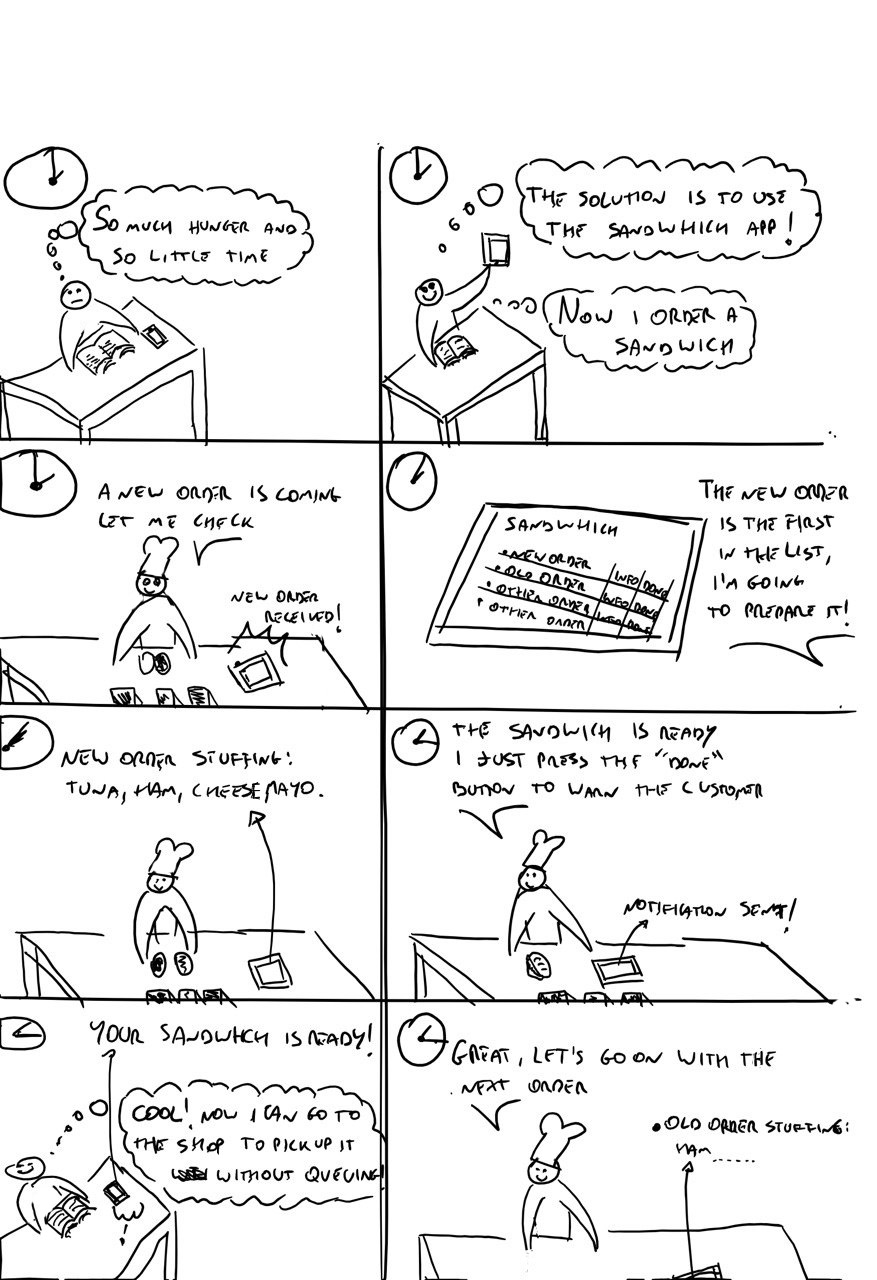 SO MUCH HUNGER AND
SO LITTLE TIME
THE SOLUTION IS TO USE
THE SANDWHICH APP!
NOW I ORDER A
SANDWICH
A NEW ORDER IS COMING
LET ME CHECK
NEW ORDER
RECEIVED!
SANDWHICH
• NEW ORDER INFO DONE
• OLD ORDER INFO DONE
• OTHER ORDER INFO DONE
• OTHER ORDER
THE NEW ORDER
IS THE FIRST
IN THE LIST,
I'M GOING
TO PREPARE IT!
NEW ORDER STUFFING:
TUNA, HAM, CHEESE, MAYO.
THE SANDWICH IS READY
I JUST PRESS THE "DONE"
BUTTON TO WARN THE CUSTOMER
NOTIFICATION SENT!
YOUR SANDWHCH IS READY!
COOL! NOW I CAN GO TO
THE SHOP TO PICK UP IT
WITHOUT QUEUING!
GREAT, LET'S GO ON WITH THE
NEXT ORDER
• OLD ORDER STUFFING:
HAM ......